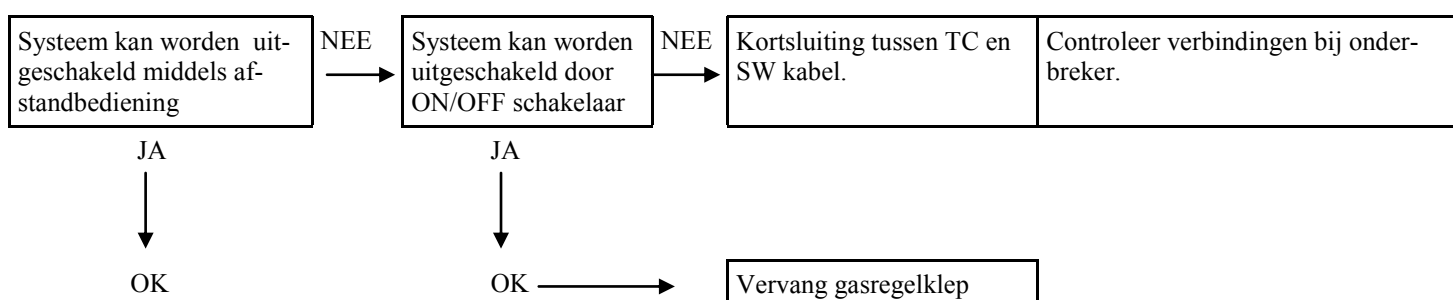 Systeem kan worden uit-
geschakeld middels af-
standbediening
NEE
Systeem kan worden
uitgeschakeld door
ON/OFF schakelaar
NEE
Kortsluiting tussen TC en
SW kabel.
Controleer verbindingen bij onder-
breker.
JA
JA
OK
OK
Vervang gasregelklep